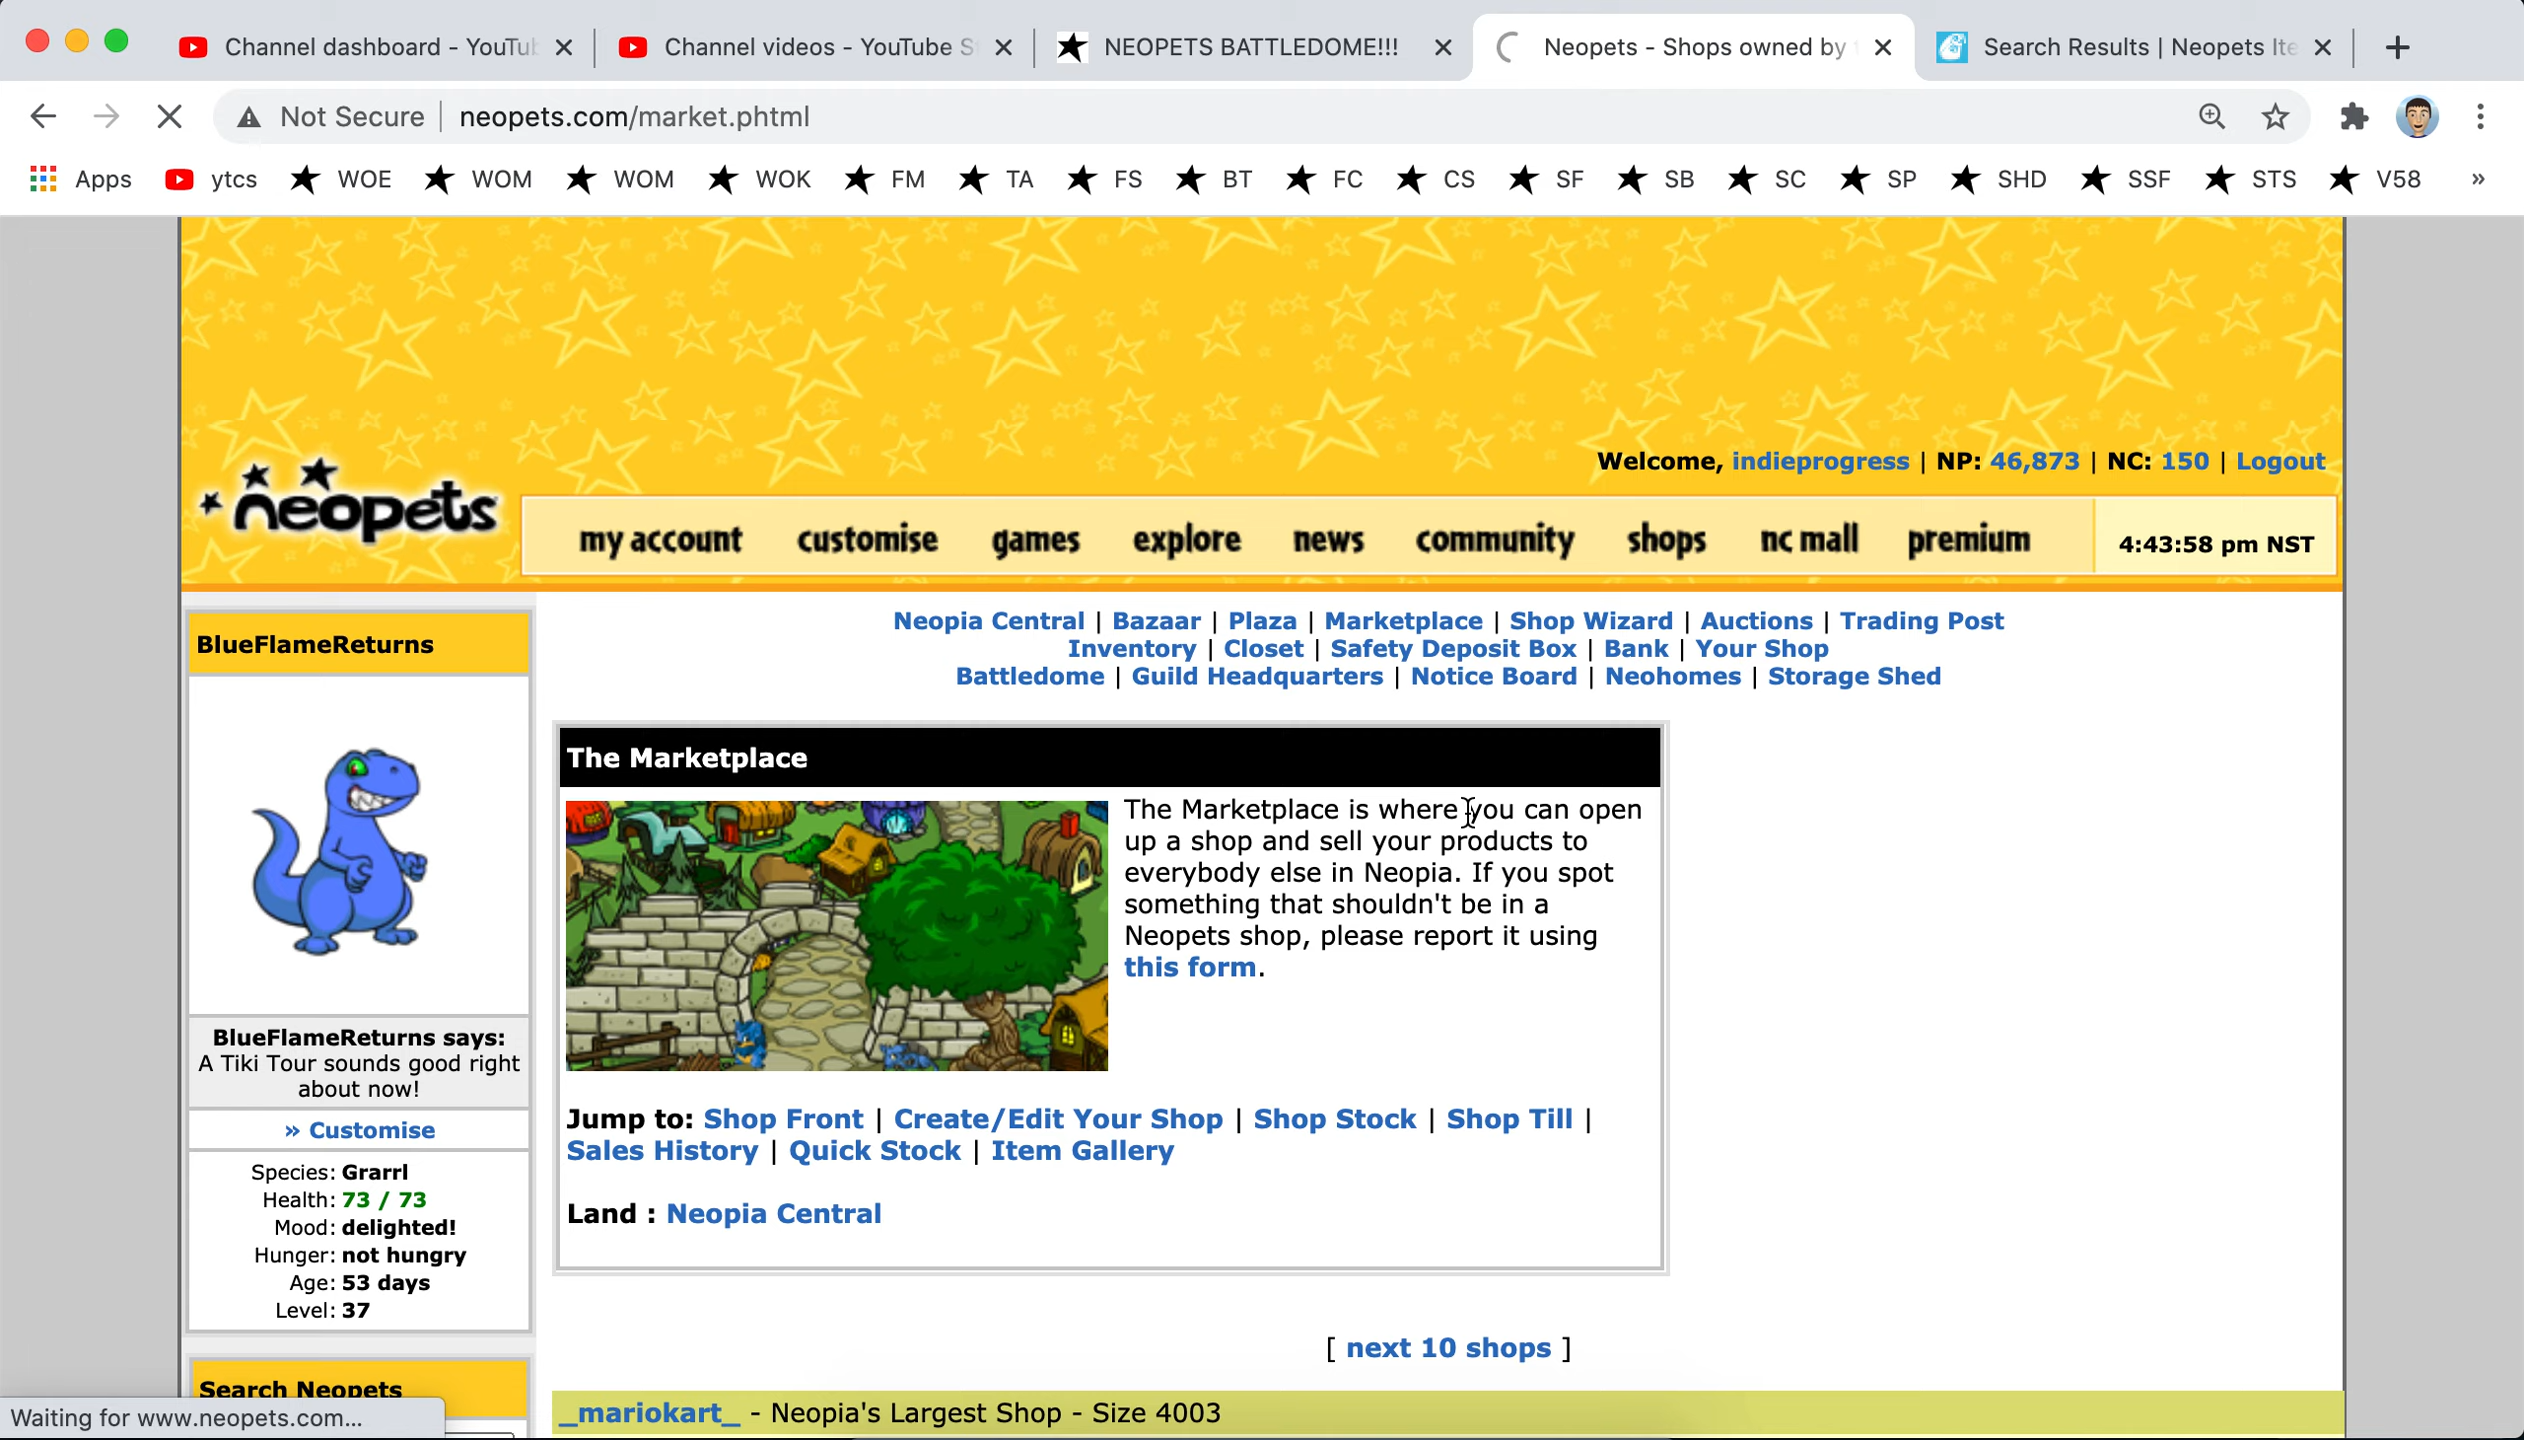 Channel dashboard - YouTub
Channel videos - YouTube S
NEOPETS BATTLEDOME!!!
Neopets - Shops owned by
Search Results | Neopets Ite
Not Secure
neopets.com/market.phtml
Apps
ytcs
WOE
WOM
WOM
WOK
FM
TA
FS
BT
FC
CS
SF
SB
SC
SP
SHD
SSF
STS
V58
»
Welcome, indieprogress | NP: 46,873 | NC: 150 | Logout
neopets
my account
customise
games
explore
news
community
shops
nc mall
premium
4:43:58 pm NST
BlueFlameReturns
BlueFlameReturns says:
A Tiki Tour sounds good right
about now!
» Customise
Species: Grarrl
Health: 73 / 73
Mood: delighted!
Hunger: not hungry
Age: 53 days
Level: 37
Search Neopets
Neopia Central | Bazaar | Plaza | Marketplace | Shop Wizard | Auctions | Trading Post
Inventory | Closet | Safety Deposit Box | Bank | Your Shop
Battledome | Guild Headquarters | Notice Board | Neohomes | Storage Shed
The Marketplace
The Marketplace is where you can open
up a shop and sell your products to
everybody else in Neopia. If you spot
something that shouldn't be in a
Neopets shop, please report it using
this form.
Jump to: Shop Front | Create/Edit Your Shop | Shop Stock | Shop Till |
Sales History | Quick Stock | Item Gallery
Land : Neopia Central
[ next 10 shops ]
_mariokart_ - Neopia's Largest Shop - Size 4003
Waiting for www.neopets.com...